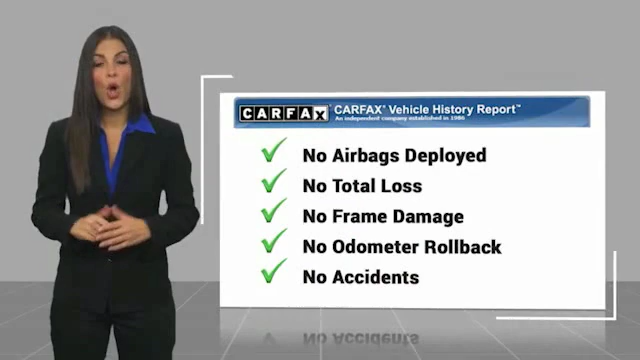 CARFAX CARFAX® Vehicle History Report™
An independent company established in 1986
No Airbags Deployed
No Total Loss
No Frame Damage
No Odometer Rollback
No Accidents